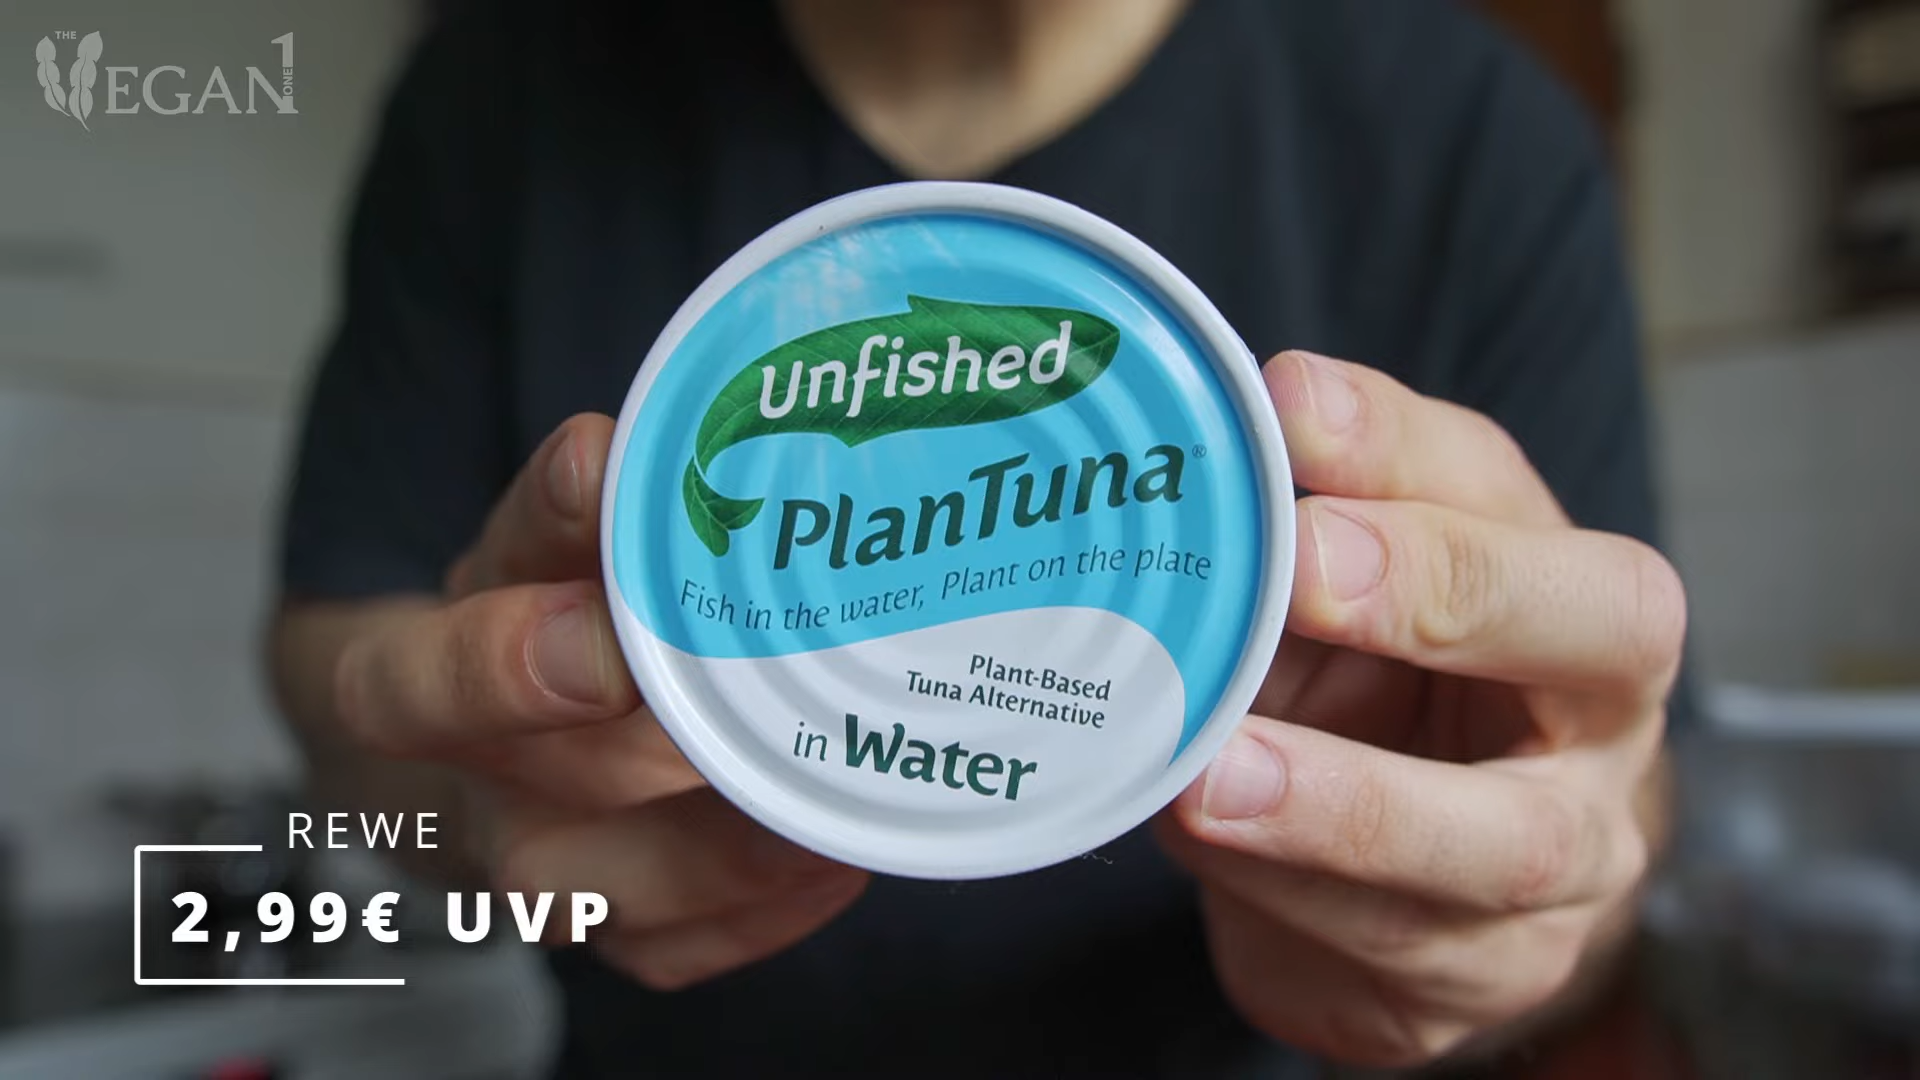 THE VEGAN 1 ONE
Unfished
PlanTuna®
Fish in the water, Plant on the plate
Plant-Based
Tuna Alternative
in Water
REWE
2,99€ UVP